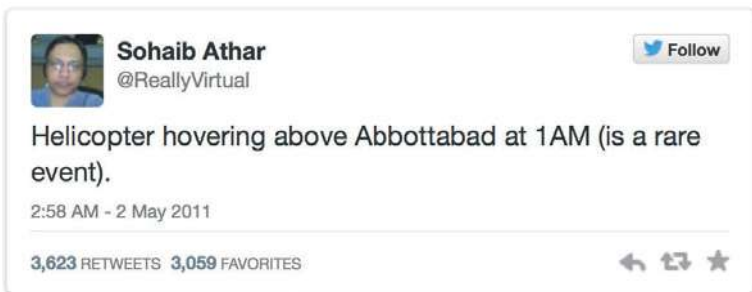 Sohaib Athar
Follow
@ReallyVirtual
Helicopter hovering above Abbottabad at 1AM (is a rare
event).
2:58 AM - 2 May 2011
3,623 RETWEETS 3,059 FAVORITES